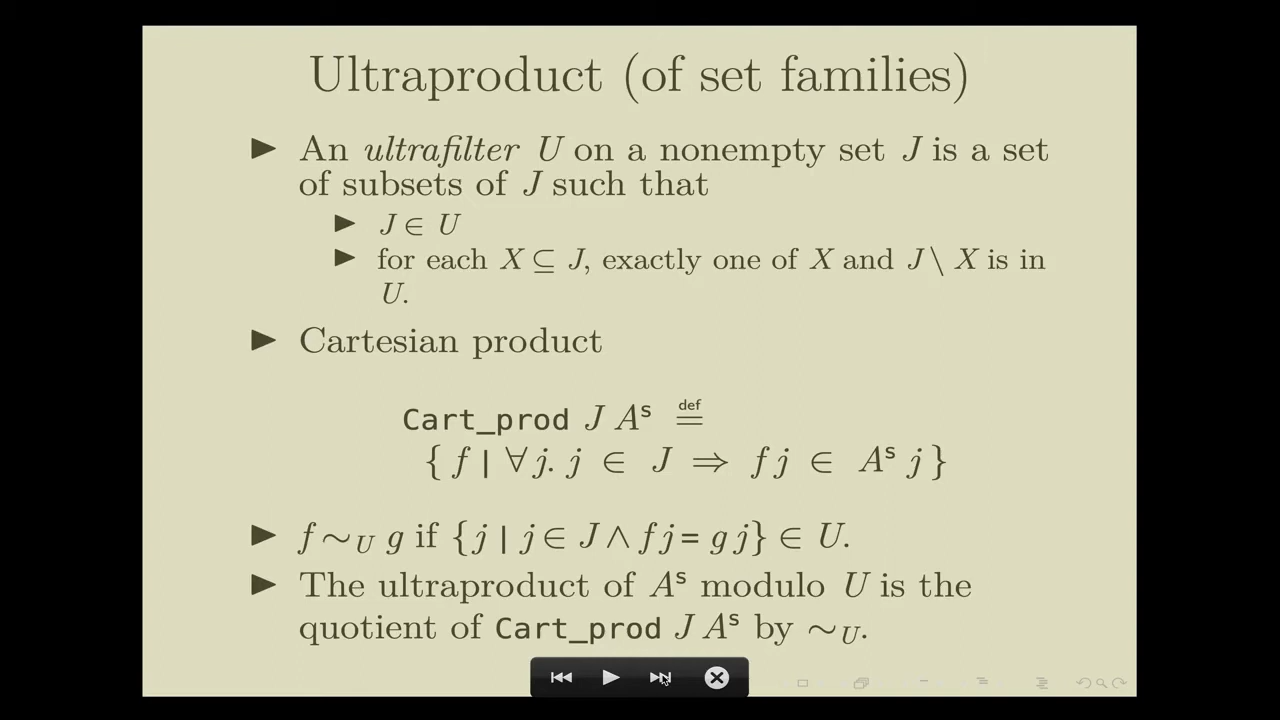 Ultraproduct (of set families)
▶ An ultrafilter U on a nonempty set J is a set
of subsets of J such that
▶ J ∈ U
▶ for each X ⊆ J, exactly one of X and J \ X is in
U.
▶ Cartesian product
Cart_prod J Aˢ ≝
{ f | ∀ j. j ∈ J ⇒ f j ∈ Aˢ j }
▶ f ∼_U g if {j | j ∈ J ∧ f j = g j} ∈ U.
▶ The ultraproduct of Aˢ modulo U is the
quotient of Cart_prod J Aˢ by ∼_U.